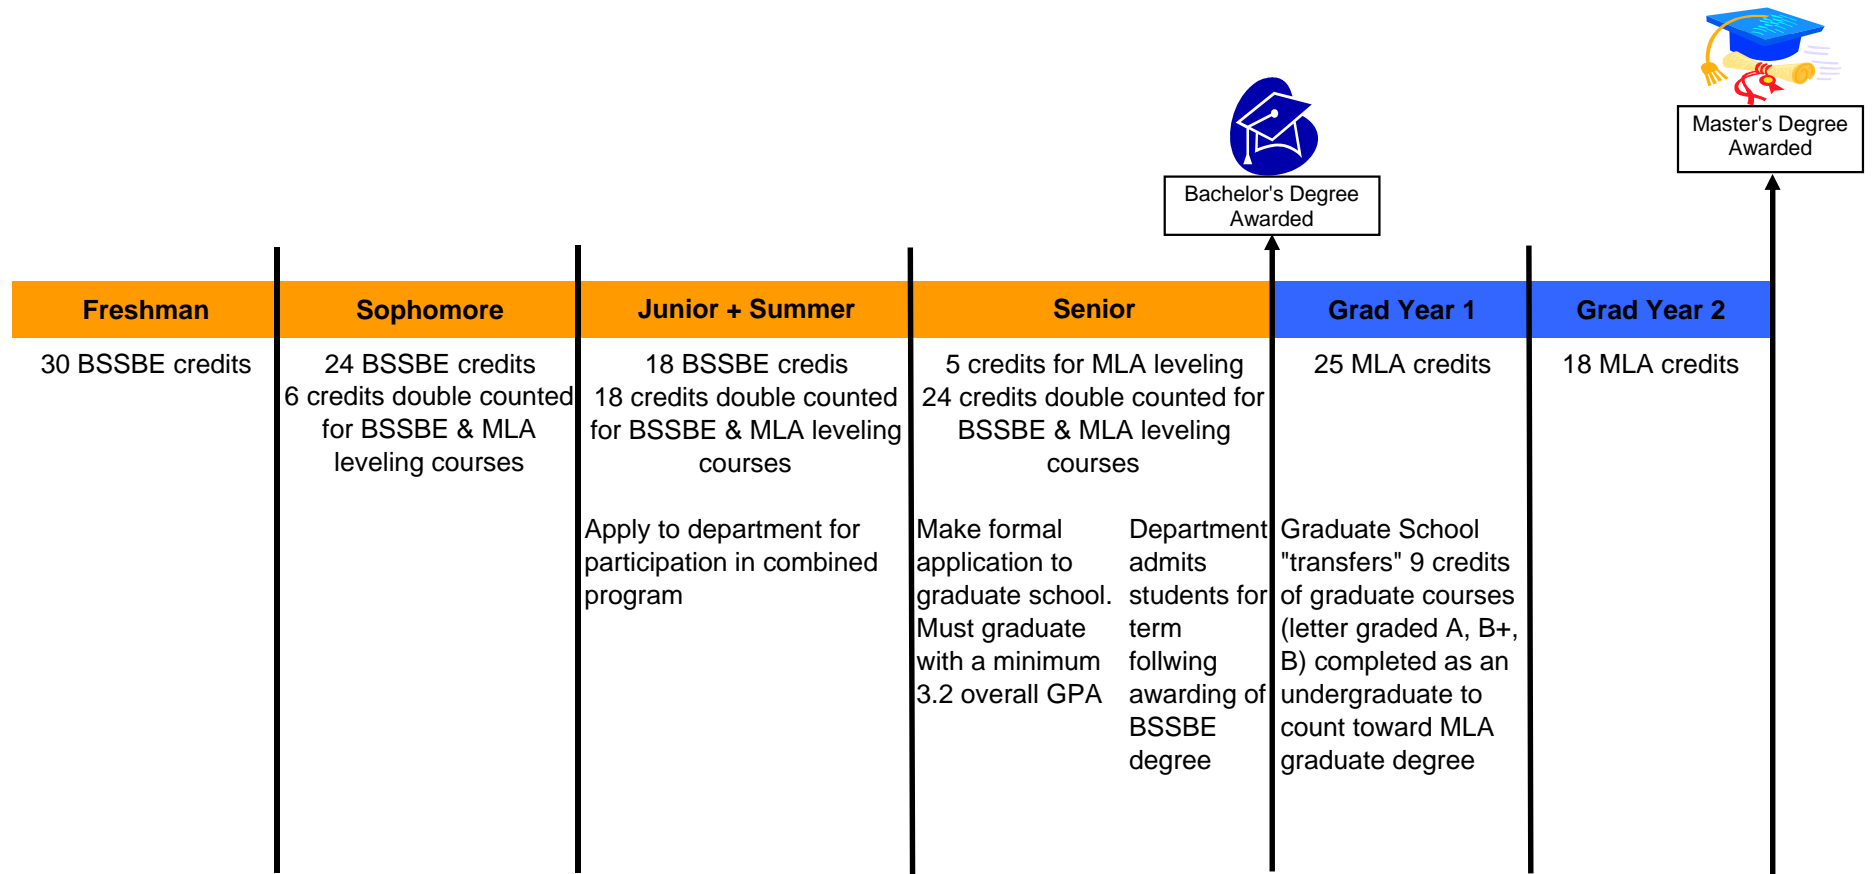 Master's Degree
Awarded
Bachelor's Degree
Awarded
Freshman
Sophomore
Junior + Summer
Senior
Grad Year 1
Grad Year 2
30 BSSBE credits
24 BSSBE credits
6 credits double counted
for BSSBE & MLA
leveling courses
18 BSSBE credis
18 credits double counted
for BSSBE & MLA leveling
courses
5 credits for MLA leveling
24 credits double counted for
BSSBE & MLA leveling
courses
25 MLA credits
18 MLA credits
Apply to department for
participation in combined
program
Make formal
application to
graduate school.
Must graduate
with a minimum
3.2 overall GPA
Department
admits
students for
term
follwing
awarding of
BSSBE
degree
Graduate School
"transfers" 9 credits
of graduate courses
(letter graded A, B+,
B) completed as an
undergraduate to
count toward MLA
graduate degree